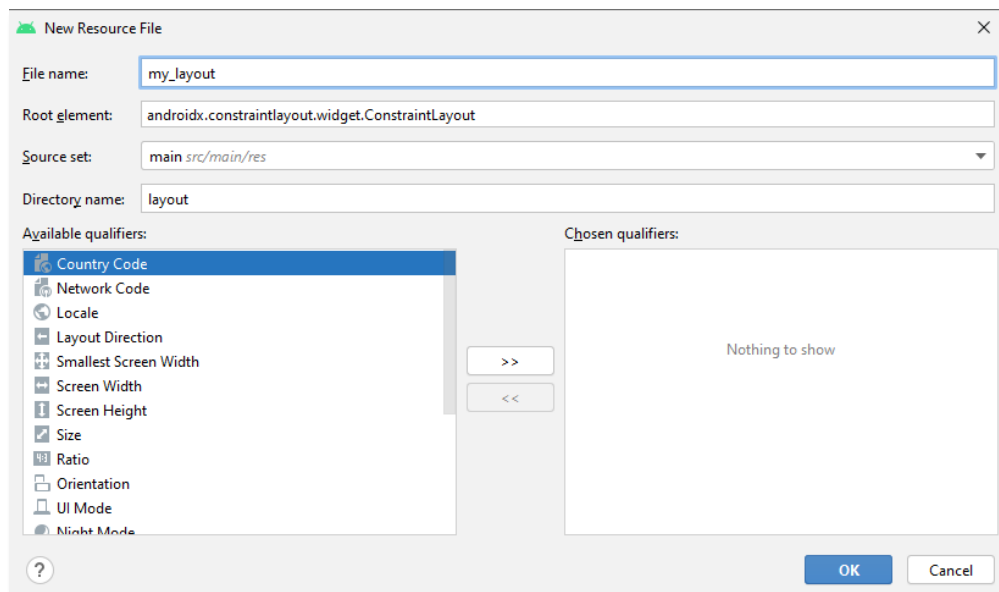 New Resource File
File name: my_layout
Root element: androidx.constraintlayout.widget.ConstraintLayout
Source set: main src/main/res
Directory name: layout
Available qualifiers:
Chosen qualifiers:
Country Code
Network Code
Locale
Layout Direction
Smallest Screen Width
Screen Width
Screen Height
Size
Ratio
Orientation
UI Mode
Night Mode
>>
<<
Nothing to show
?
OK
Cancel